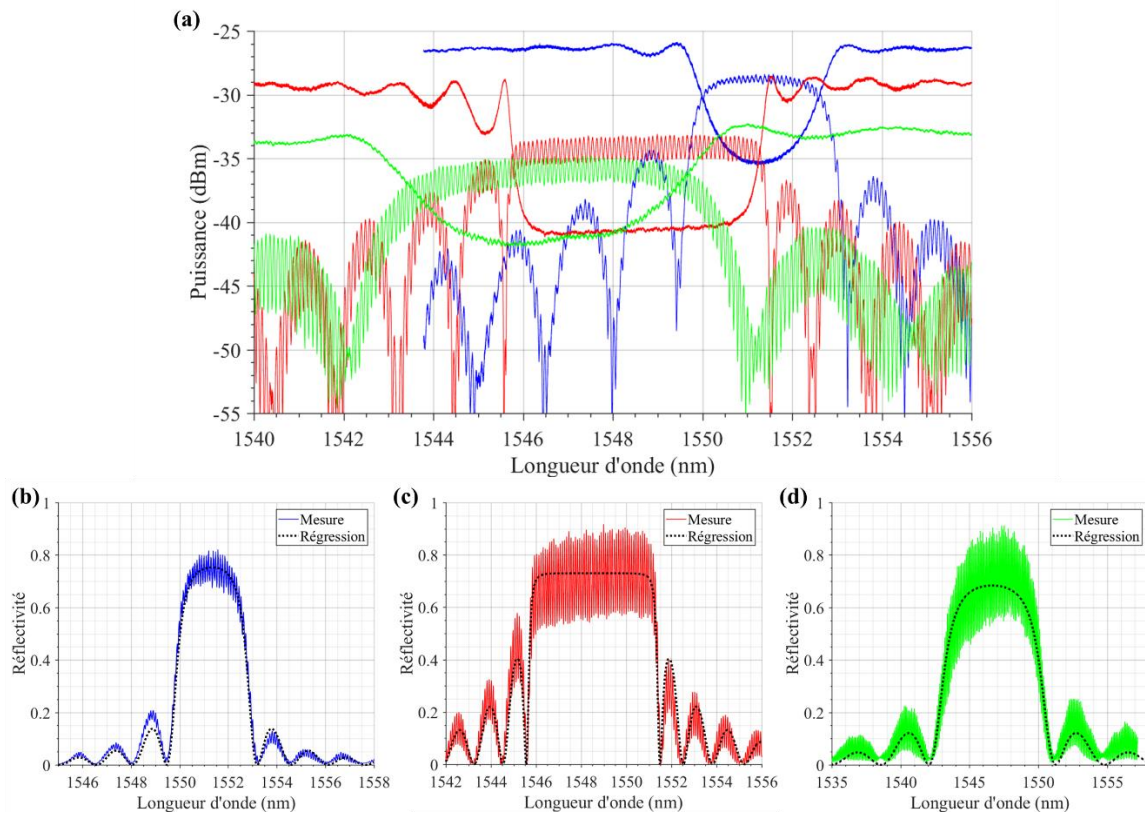 (a)
Puissance (dBm)
-25
-30
-35
-40
-45
-50
-55
1540 1542 1544 1546 1548 1550 1552 1554 1556
Longueur d'onde (nm)
(b)
Réflectivité
1
0.8
0.6
0.4
0.2
0
Mesure
Régression
1546 1548 1550 1552 1554 1556 1558
Longueur d'onde (nm)
(c)
Réflectivité
1
0.8
0.6
0.4
0.2
0
Mesure
Régression
1542 1544 1546 1548 1550 1552 1554 1556
Longueur d'onde (nm)
(d)
Réflectivité
1
0.8
0.6
0.4
0.2
0
Mesure
Régression
1535 1540 1545 1550 1555
Longueur d'onde (nm)